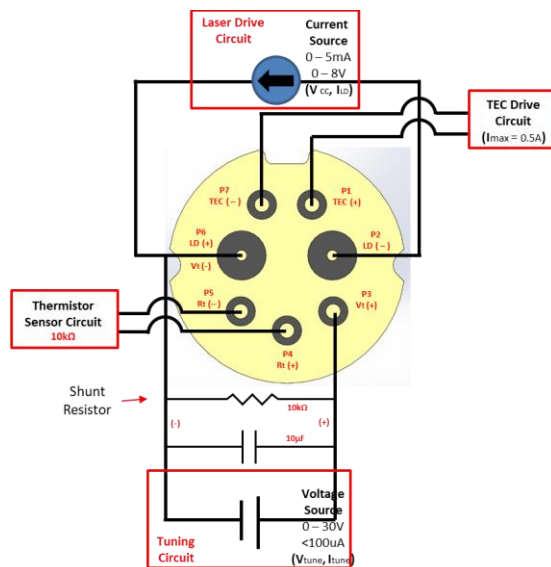 Laser Drive
Circuit
Current
Source
0 – 5mA
0 – 8V
(V CC, ILD)
TEC Drive
Circuit
(Imax = 0.5A)
P7
TEC (–)
P1
TEC (+)
P6
LD (+)
Vt (-)
P2
LD (–)
P5
Rt (–)
P3
Vt (+)
P4
Rt (+)
Thermistor
Sensor Circuit
10kΩ
Shunt
Resistor
10kΩ
(-)
(+)
10µF
Voltage
Source
0 – 30V
<100uA
(Vtune, Itune)
Tuning
Circuit